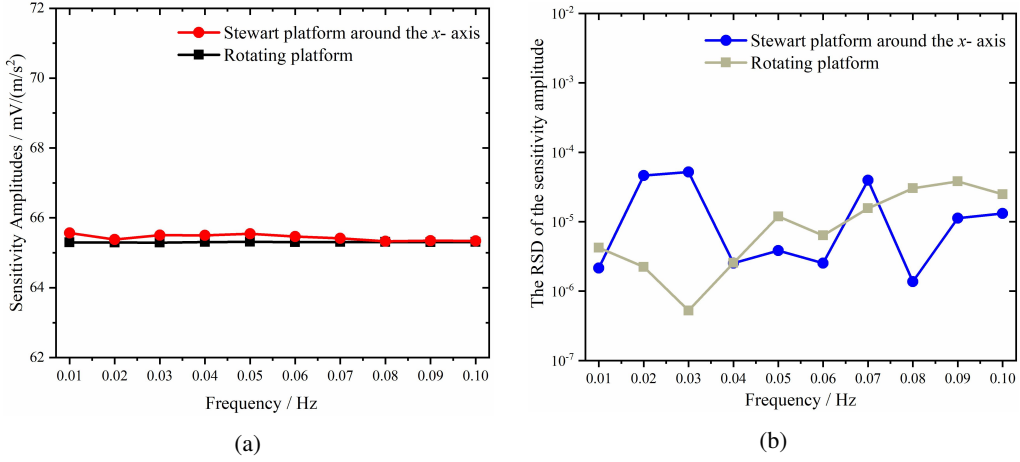 72
70
68
66
64
62
Sensitivity Amplitudes / mV/(m/s²)
Stewart platform around the x- axis
Rotating platform
0.01 0.02 0.03 0.04 0.05 0.06 0.07 0.08 0.09 0.10
Frequency / Hz
(a)
10⁻²
10⁻³
10⁻⁴
10⁻⁵
10⁻⁶
10⁻⁷
The RSD of the sensitivity amplitude
Stewart platform around the x- axis
Rotating platform
0.01 0.02 0.03 0.04 0.05 0.06 0.07 0.08 0.09 0.10
Frequency / Hz
(b)